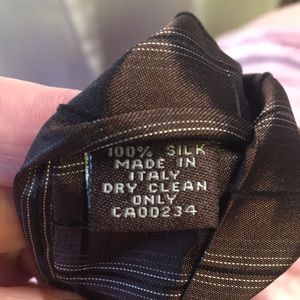 100% SILK
MADE IN
ITALY
DRY CLEAN
ONLY
CA00234